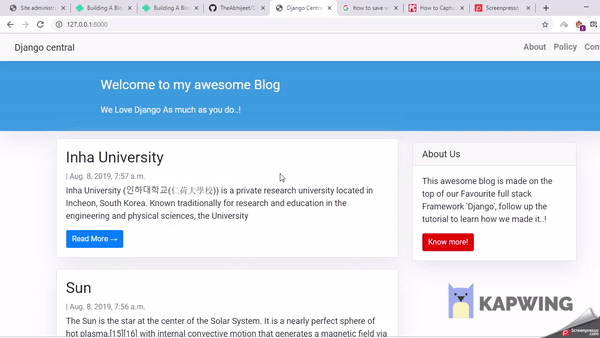 Site administr
Building A Blo
Building A Blo
TheAbhijeet/D
Django Central
how to save v
How to Captu
Screenpresso
127.0.0.1:8000
Django central
About Policy Con
Welcome to my awesome Blog
We Love Django As much as you do..!
Inha University
| Aug. 8, 2019, 7:57 a.m.
Inha University (인하대학교(仁荷大學校)) is a private research university located in
Incheon, South Korea. Known traditionally for research and education in the
engineering and physical sciences, the University
Read More →
Sun
| Aug. 8, 2019, 7:56 a.m.
The Sun is the star at the center of the Solar System. It is a nearly perfect sphere of
hot plasma,[15][16] with internal convective motion that generates a magnetic field via
About Us
This awesome blog is made on the
top of our Favourite full stack
Framework 'Django', follow up the
tutorial to learn how we made it..!
Know more!
KAPWING
Screenpresso
.com